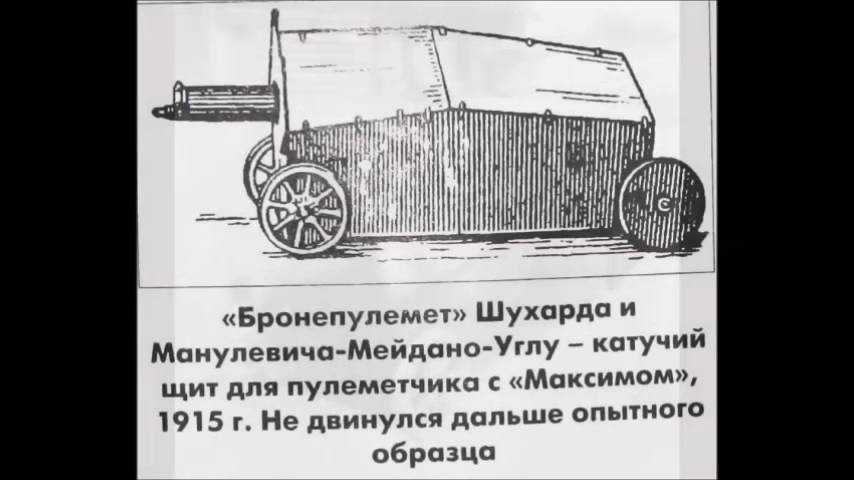 «Бронепулемет» Шухарда и
Манулевича-Мейдано-Углу – катучий
щит для пулеметчика с «Максимом»,
1915 г. Не двинулся дальше опытного
образца